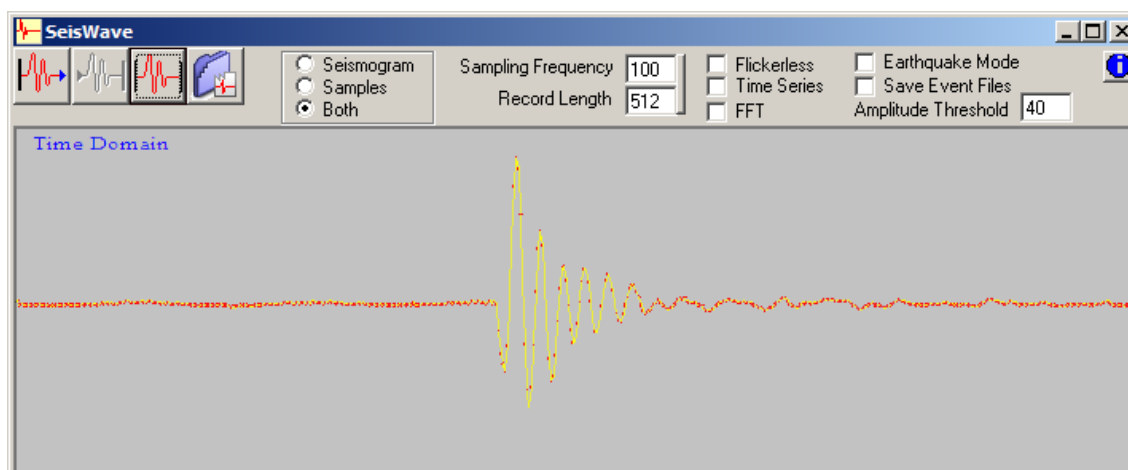 SeisWave
Seismogram
Samples
Both
Sampling Frequency 100
Record Length 512
Flickerless
Time Series
FFT
Earthquake Mode
Save Event Files
Amplitude Threshold 40
i
Time Domain